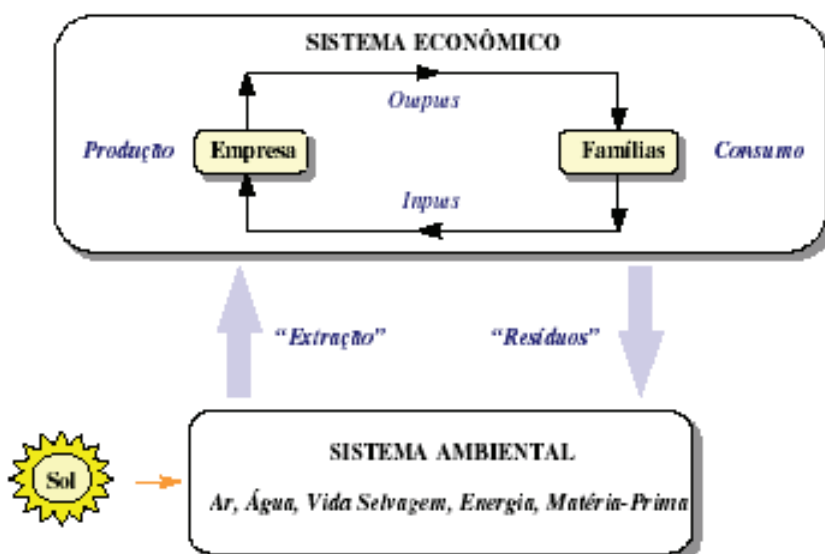 SISTEMA ECONÔMICO
Outputs
Produção Empresa Famílias Consumo
Inputs
“Extração” “Resíduos”
SISTEMA AMBIENTAL
Sol
Ar, Água, Vida Selvagem, Energia, Matéria-Prima